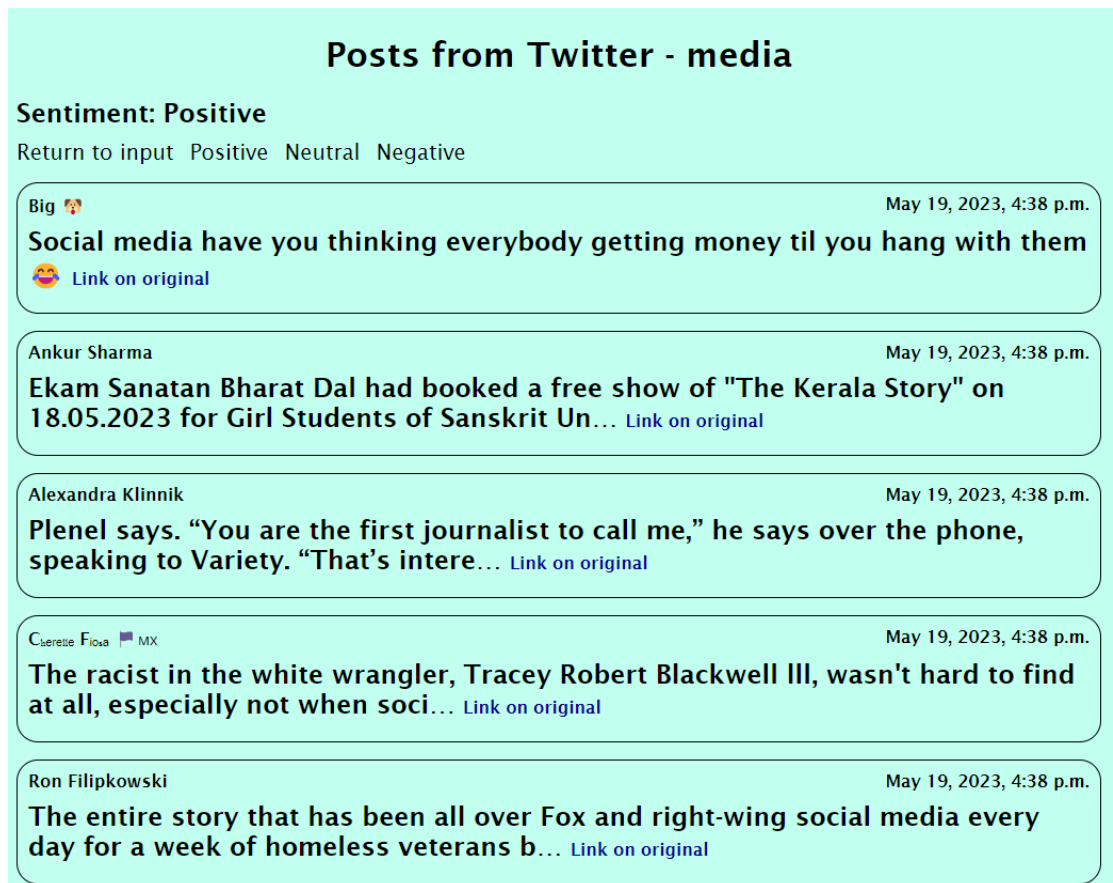 Posts from Twitter - media
Sentiment: Positive
Return to input Positive Neutral Negative
Big 🐶 May 19, 2023, 4:38 p.m.
Social media have you thinking everybody getting money til you hang with them
😂 Link on original
Ankur Sharma May 19, 2023, 4:38 p.m.
Ekam Sanatan Bharat Dal had booked a free show of "The Kerala Story" on
18.05.2023 for Girl Students of Sanskrit Un… Link on original
Alexandra Klinnik May 19, 2023, 4:38 p.m.
Plenel says. “You are the first journalist to call me,” he says over the phone,
speaking to Variety. “That’s intere… Link on original
MX May 19, 2023, 4:38 p.m.
The racist in the white wrangler, Tracey Robert Blackwell lll, wasn't hard to find
at all, especially not when soci… Link on original
Ron Filipkowski May 19, 2023, 4:38 p.m.
The entire story that has been all over Fox and right-wing social media every
day for a week of homeless veterans b… Link on original